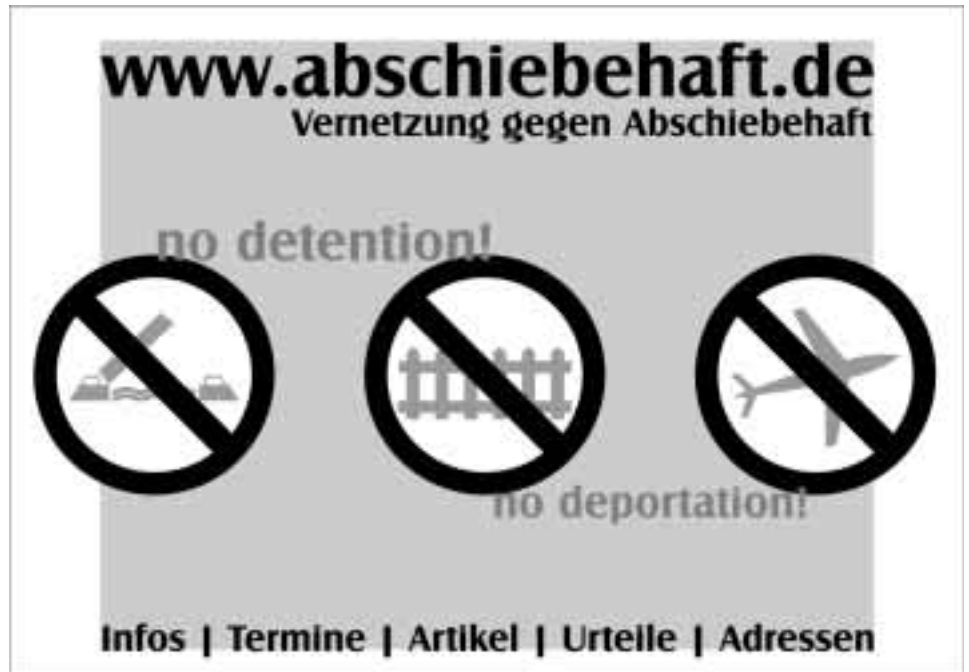 www.abschiebehaft.de
Vernetzung gegen Abschiebehaft
no detention!
no deportation!
Infos | Termine | Artikel | Urteile | Adressen